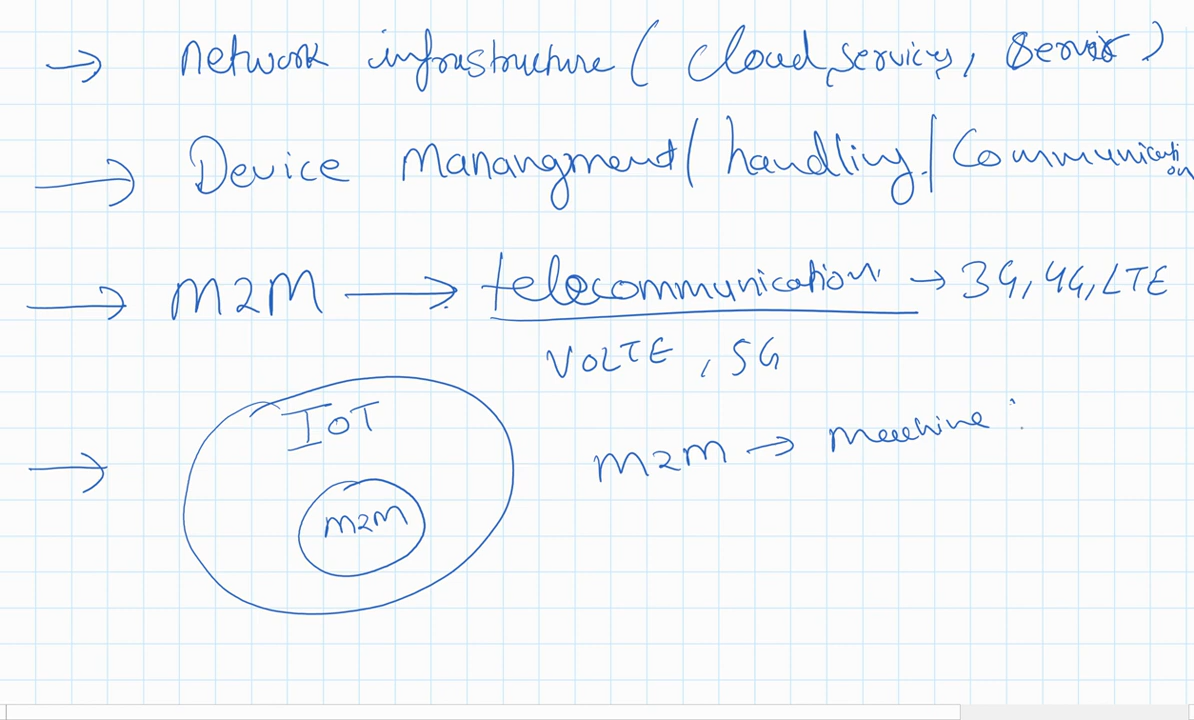 → Network infrastructure ( Cloud services, Server )
→ Device Manangment / handling / Communication
→ M2M → telecommunication → 3G, 4G, LTE
VOLTE , 5G
→ IoT
M2M → Machine :
M2M